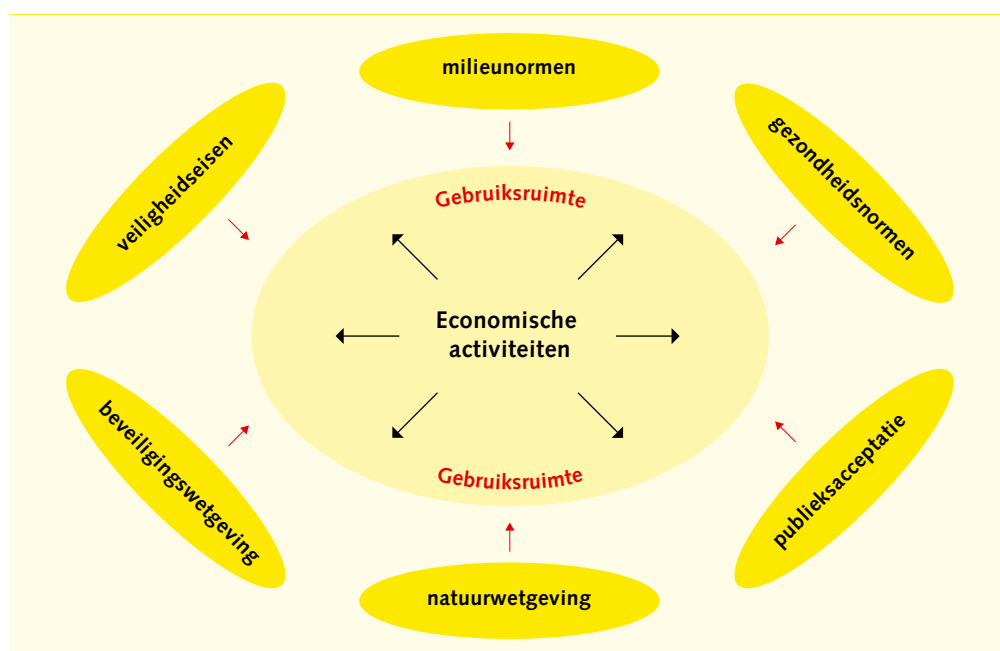 milieunormen
veiligheidseisen
gezondheidsnormen
Gebruiksruimte
Economische
activiteiten
Gebruiksruimte
beveiligingswetgeving
publieksacceptatie
natuurwetgeving